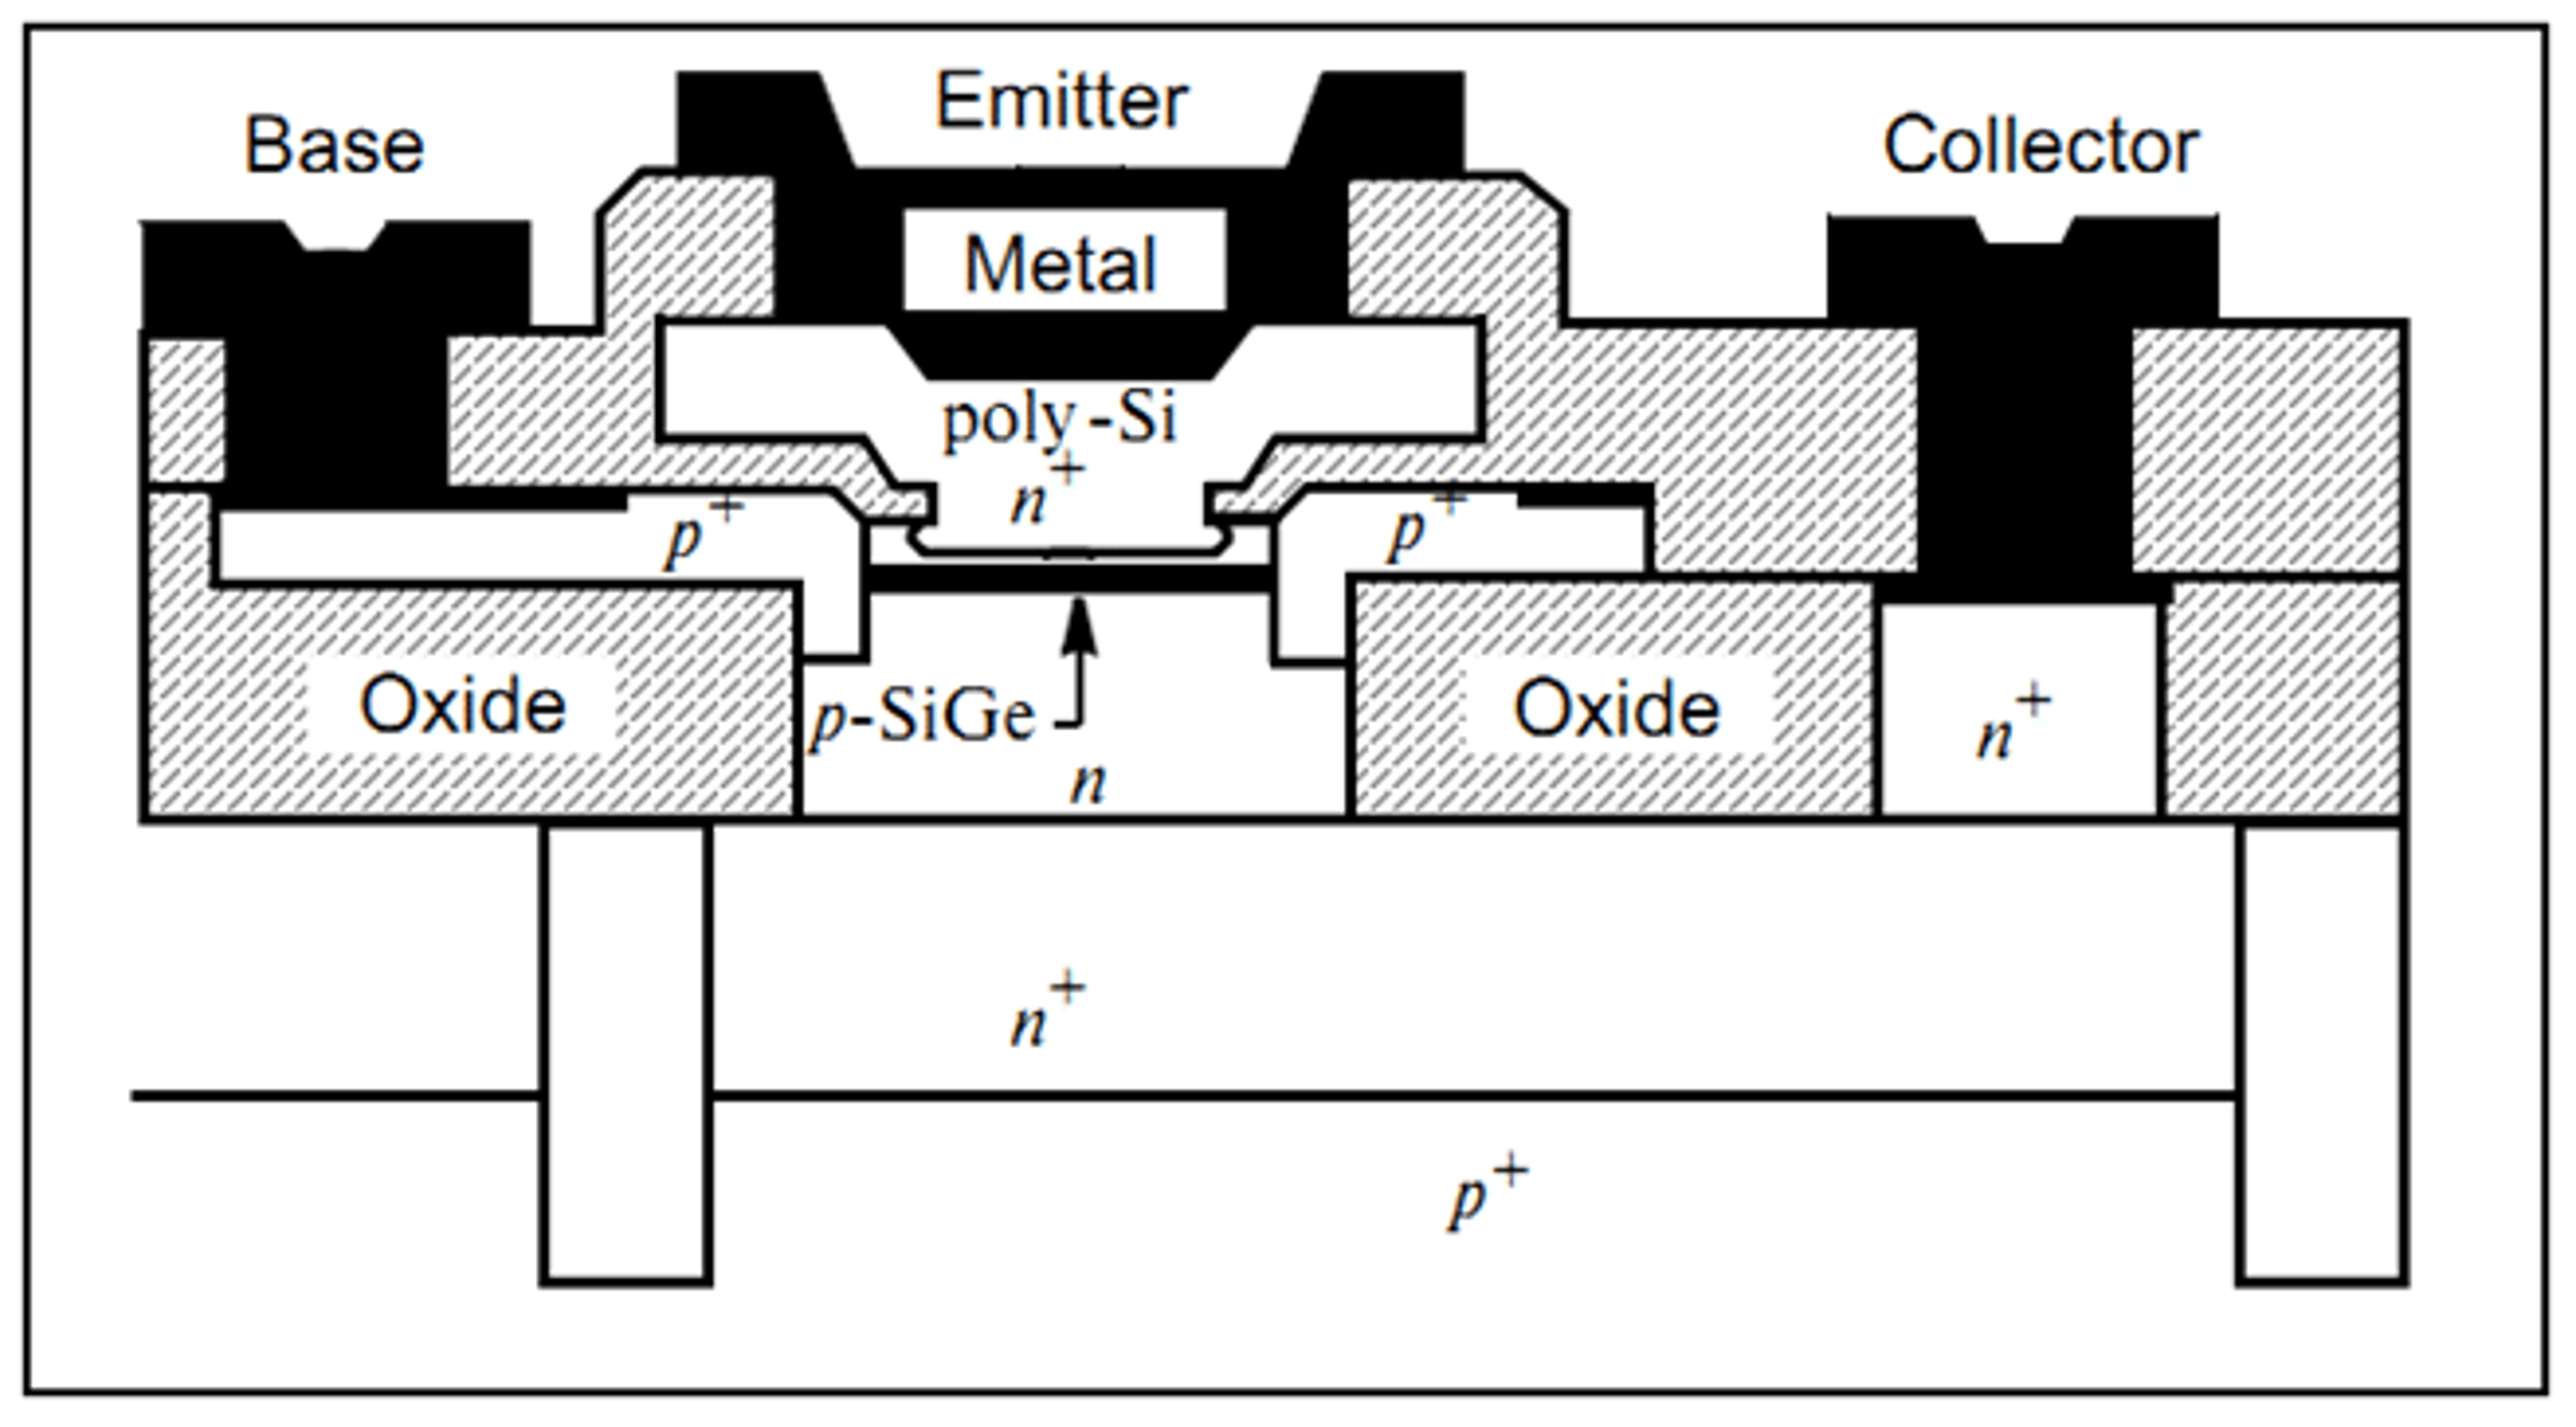 Emitter
Base
Collector
Metal
poly-Si
n⁺
p⁺
p⁺
Oxide
p-SiGe
Oxide
n⁺
n
n⁺
p⁺